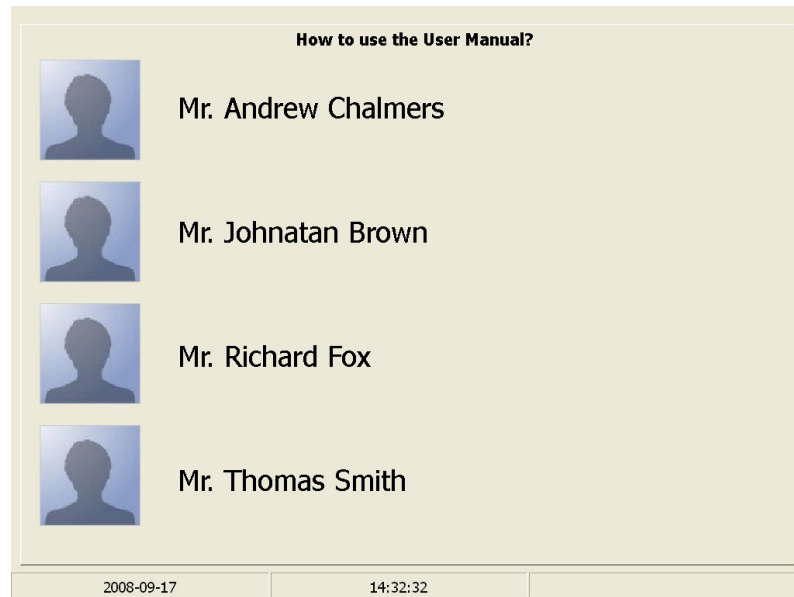 How to use the User Manual?
Mr. Andrew Chalmers
Mr. Johnatan Brown
Mr. Richard Fox
Mr. Thomas Smith
2008-09-17 14:32:32